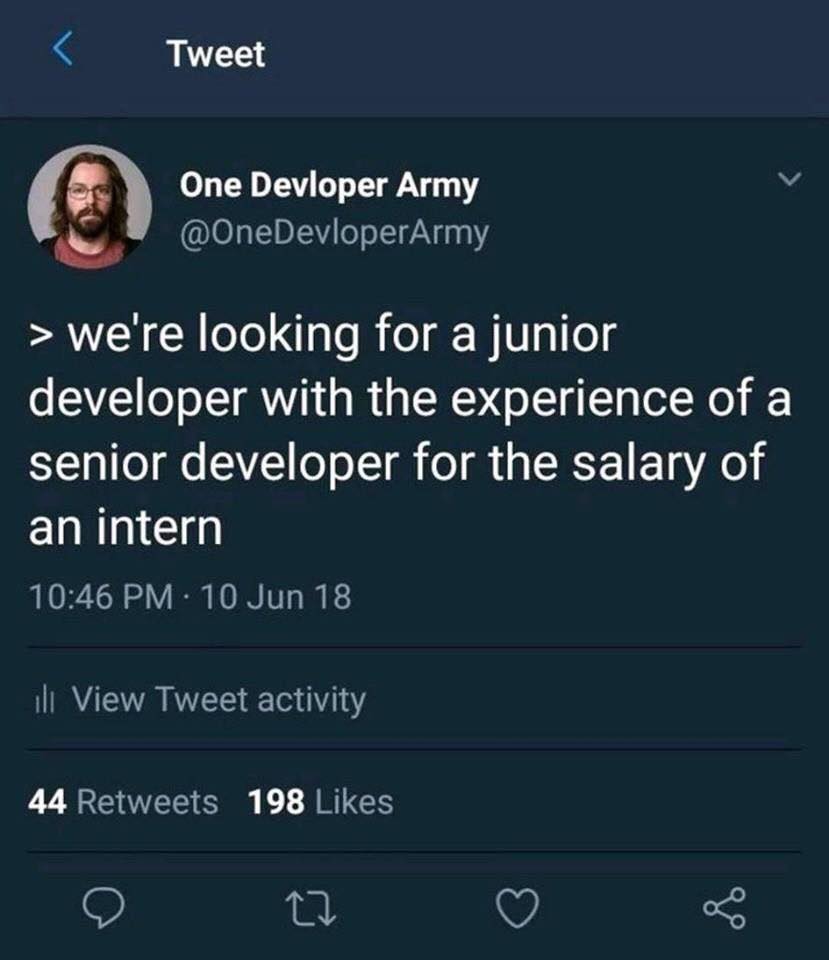 Tweet
One Devloper Army
@OneDevloperArmy
> we're looking for a junior
developer with the experience of a
senior developer for the salary of
an intern
10:46 PM · 10 Jun 18
View Tweet activity
44 Retweets 198 Likes